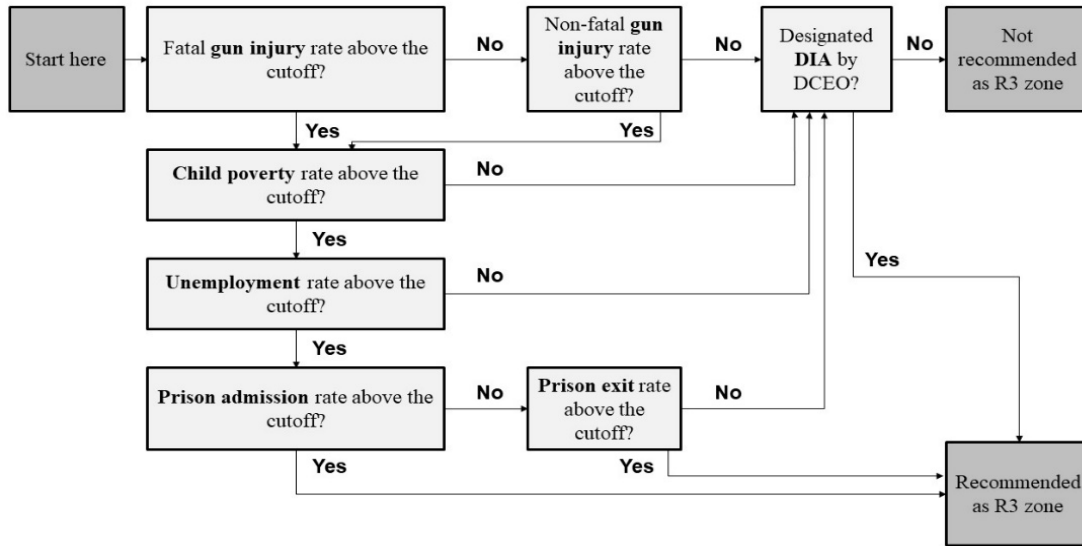 Start here
Fatal gun injury rate above the
cutoff?
No
Non-fatal gun
injury rate
above the
cutoff?
No
Designated
DIA by
DCEO?
No
Not
recommended
as R3 zone
Yes
Yes
Child poverty rate above the
cutoff?
No
Yes
Unemployment rate above the
cutoff?
No
Yes
Yes
Prison admission rate above the
cutoff?
No
Prison exit rate
above the
cutoff?
No
Yes
Yes
Recommended
as R3 zone